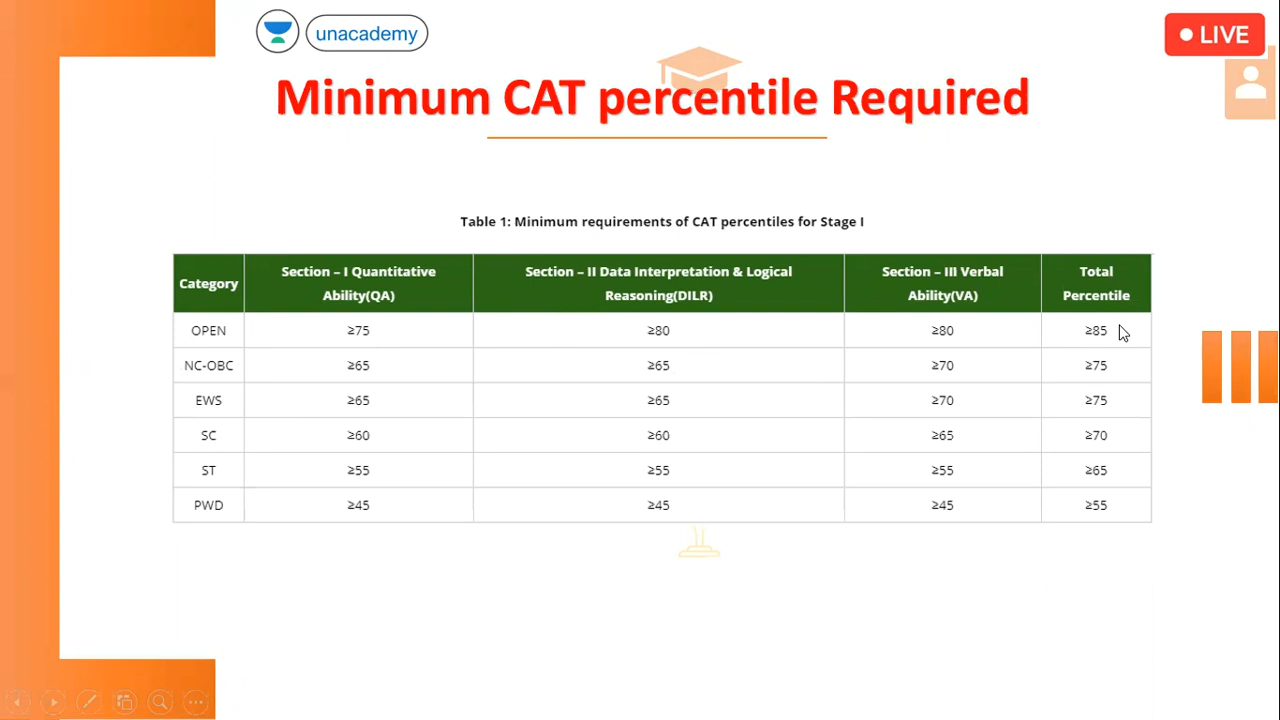 unacademy
LIVE
Minimum CAT percentile Required
Table 1: Minimum requirements of CAT percentiles for Stage I
Category Section – I Quantitative Ability(QA) Section – II Data Interpretation & Logical Reasoning(DILR) Section – III Verbal Ability(VA) Total Percentile
OPEN ≥75 ≥80 ≥80 ≥85
NC-OBC ≥65 ≥65 ≥70 ≥75
EWS ≥65 ≥65 ≥70 ≥75
SC ≥60 ≥60 ≥65 ≥70
ST ≥55 ≥55 ≥55 ≥65
PWD ≥45 ≥45 ≥45 ≥55